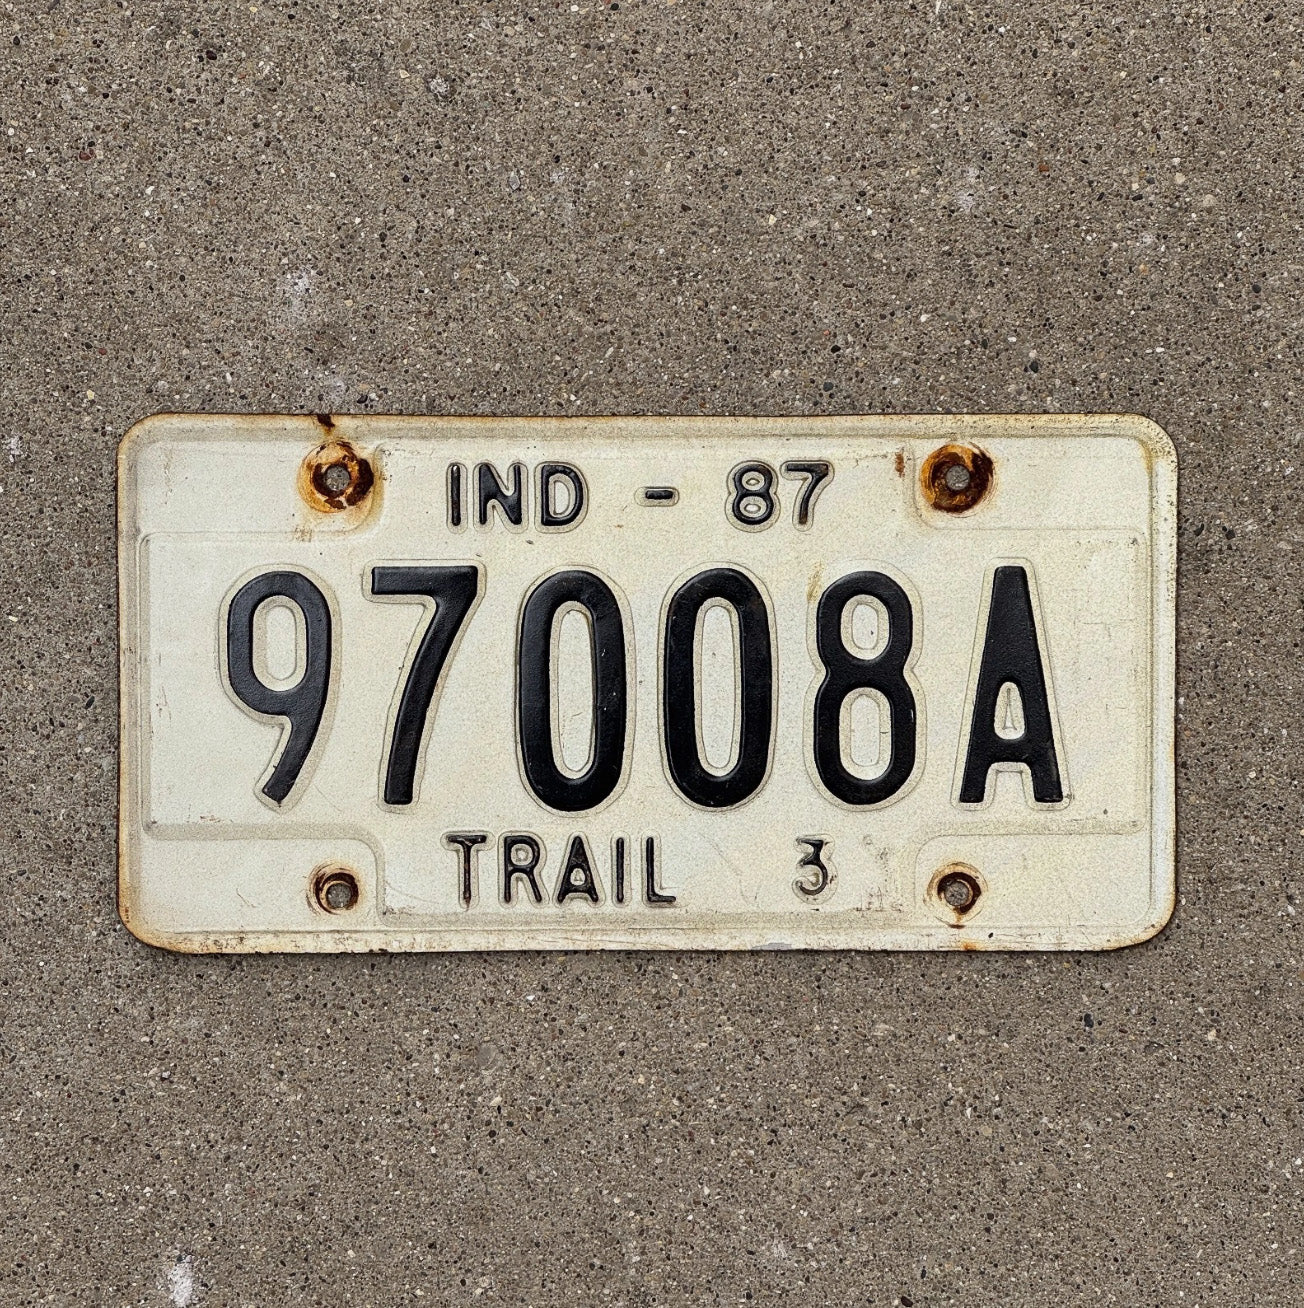 IND - 87
97008A
TRAIL 3